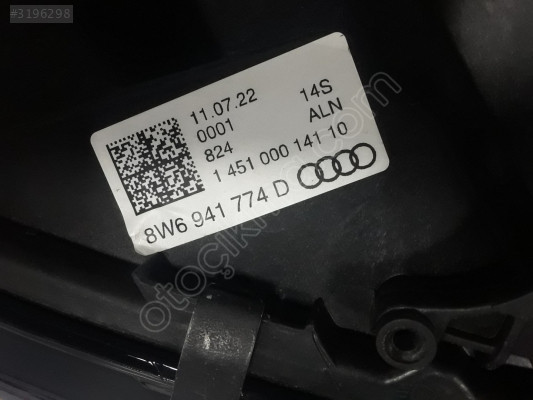 #3196298
11.07.22 14S
0001 ALN
824
1 451 000 141 10
8W6 941 774 D
otoçıkma.com